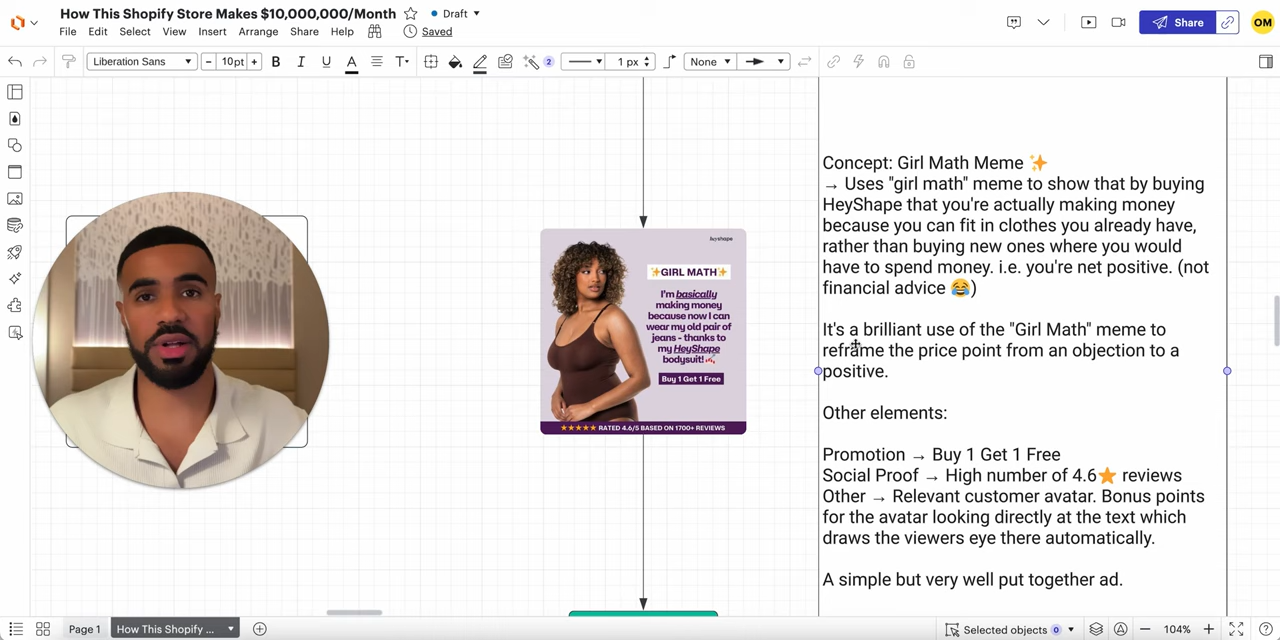 How This Shopify Store Makes $10,000,000/Month
Draft
File Edit Select View Insert Arrange Share Help
Saved
Share
OM
Liberation Sans
10pt
B I U A T
2
1 px
None
Concept: Girl Math Meme ✨
→ Uses "girl math" meme to show that by buying
HeyShape that you're actually making money
because you can fit in clothes you already have,
rather than buying new ones where you would
have to spend money. i.e. you're net positive. (not
financial advice 😂)
It's a brilliant use of the "Girl Math" meme to
reframe the price point from an objection to a
positive.
Other elements:
Promotion → Buy 1 Get 1 Free
Social Proof → High number of 4.6⭐ reviews
Other → Relevant customer avatar. Bonus points
for the avatar looking directly at the text which
draws the viewers eye there automatically.
A simple but very well put together ad.
heyshape
✨GIRL MATH✨
I'm basically
making money
because now I can
wear my old pair of
jeans - thanks to
my HeyShape
bodysuit!
Buy 1 Get 1 Free
★★★★★ RATED 4.6/5 BASED ON 1700+ REVIEWS
Page 1
How This Shopify ...
Selected objects 0
104%